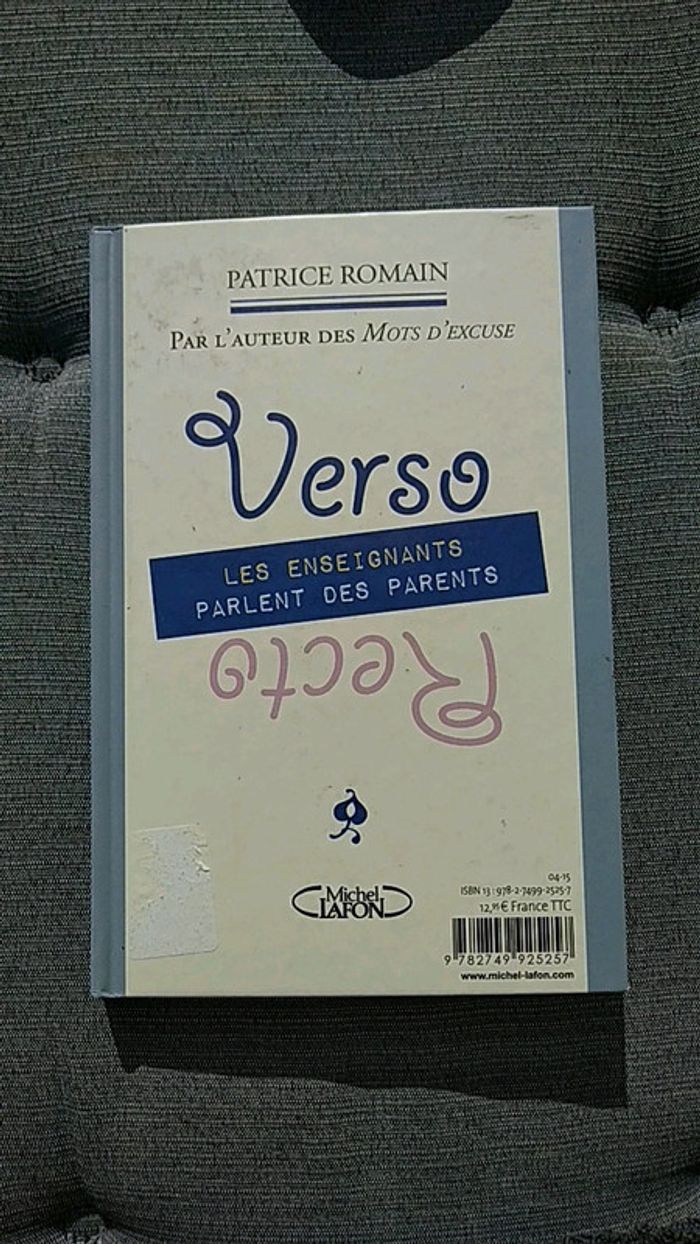 PATRICE ROMAIN
PAR L'AUTEUR DES MOTS D'EXCUSE
Verso
LES ENSEIGNANTS
PARLENT DES PARENTS
Recto
Michel
LAFON
04-15
ISBN 13 : 978-2-7499-2525-7
12,95 € France TTC
9 782749 925257
www.michel-lafon.com